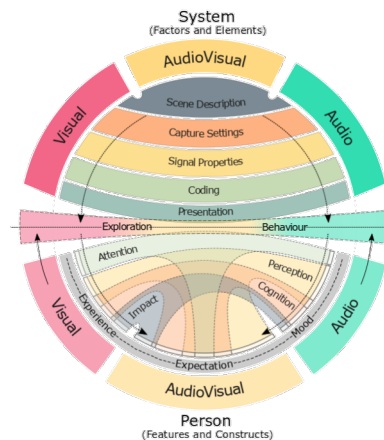 System
(Factors and Elements)
AudioVisual
Visual
Audio
Scene Description
Capture Settings
Signal Properties
Coding
Presentation
Exploration
Behaviour
Attention
Perception
Impact
Cognition
Experience
Mood
Expectation
Visual
Audio
AudioVisual
Person
(Features and Constructs)